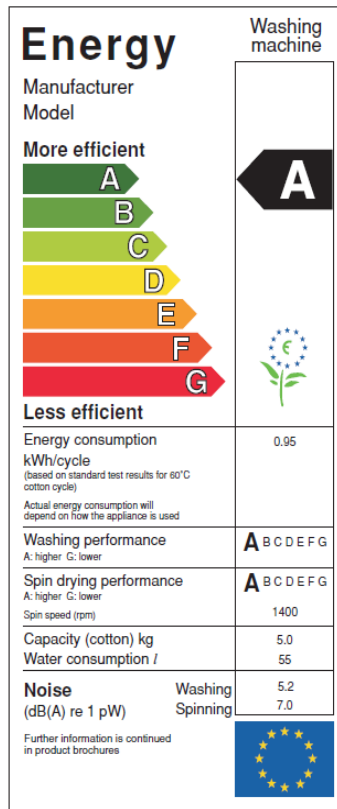 Energy
Washing
machine
Manufacturer
Model
More efficient
A
A
B
C
D
E
F
G
Less efficient
Energy consumption
0.95
kWh/cycle
(based on standard test results for 60°C
cotton cycle)
Actual energy consumption will
depend on how the appliance is used
Washing performance
A B C D E F G
A: higher G: lower
Spin drying performance
A B C D E F G
A: higher G: lower
Spin speed (rpm)
1400
Capacity (cotton) kg
5.0
Water consumption l
55
Noise
Washing
5.2
(dB(A) re 1 pW)
Spinning
7.0
Further information is continued
in product brochures